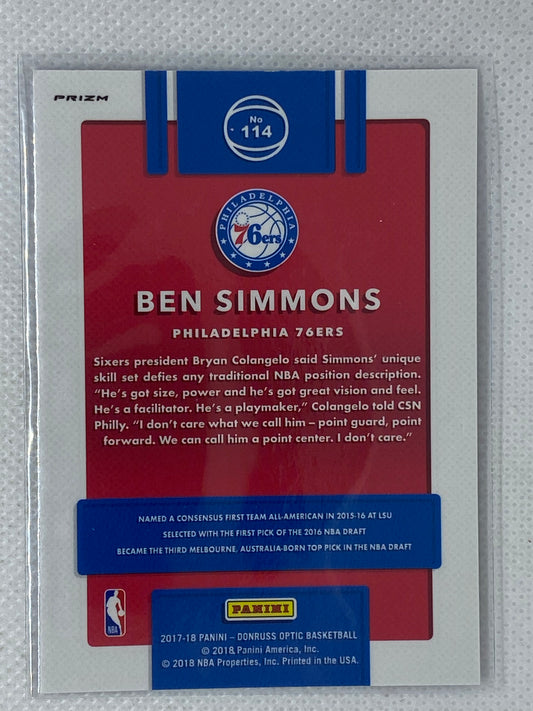 PRIZM
No
114
PHILADELPHIA
76ers
BEN SIMMONS
PHILADELPHIA 76ERS
Sixers president Bryan Colangelo said Simmons' unique
skill set defies any traditional NBA position description.
"He's got size, power and he's got great vision and feel.
He's a facilitator. He's a playmaker," Colangelo told CSN
Philly. "I don't care what we call him – point guard, point
forward. We can call him a point center. I don't care."
NAMED A CONSENSUS FIRST TEAM ALL-AMERICAN IN 2015-16 AT LSU
SELECTED WITH THE FIRST PICK OF THE 2016 NBA DRAFT
BECAME THE THIRD MELBOURNE, AUSTRALIA-BORN TOP PICK IN THE NBA DRAFT
NBA
PANINI
2017-18 PANINI – DONRUSS OPTIC BASKETBALL
© 2018 Panini America, Inc.
© 2018 NBA Properties, Inc. Printed in the USA.